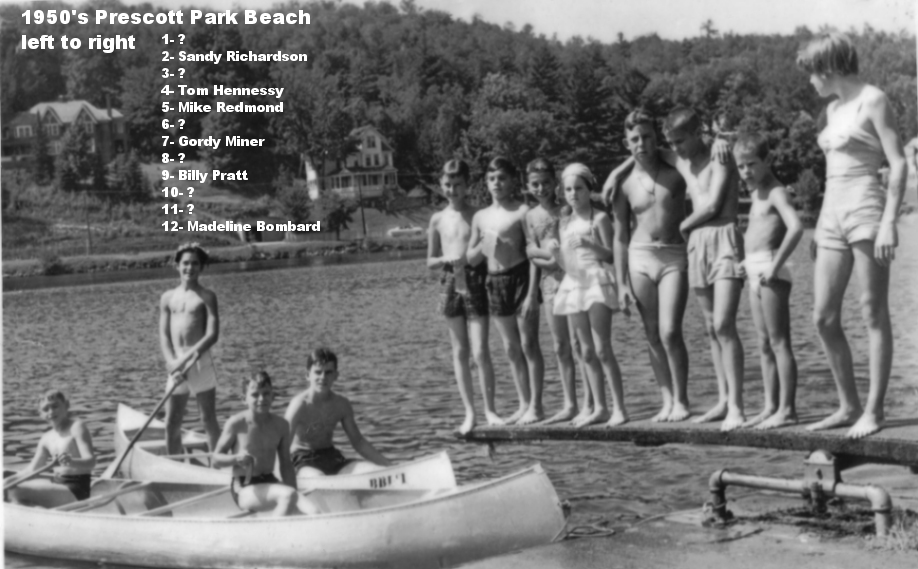 1950's Prescott Park Beach
left to right
1- ?
2- Sandy Richardson
3- ?
4- Tom Hennessy
5- Mike Redmond
6- ?
7- Gordy Miner
8- ?
9- Billy Pratt
10- ?
11- ?
12- Madeline Bombard